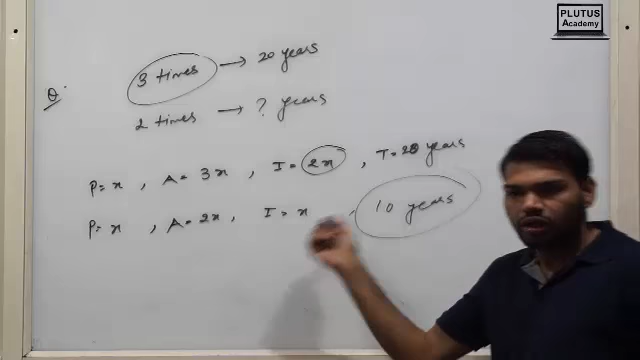 PLUTUS
Academy
Q.
3 times → 20 years
2 times → ? years
P = x , A = 3x , I = 2x , T = 20 years
P = x , A = 2x , I = x , 10 years